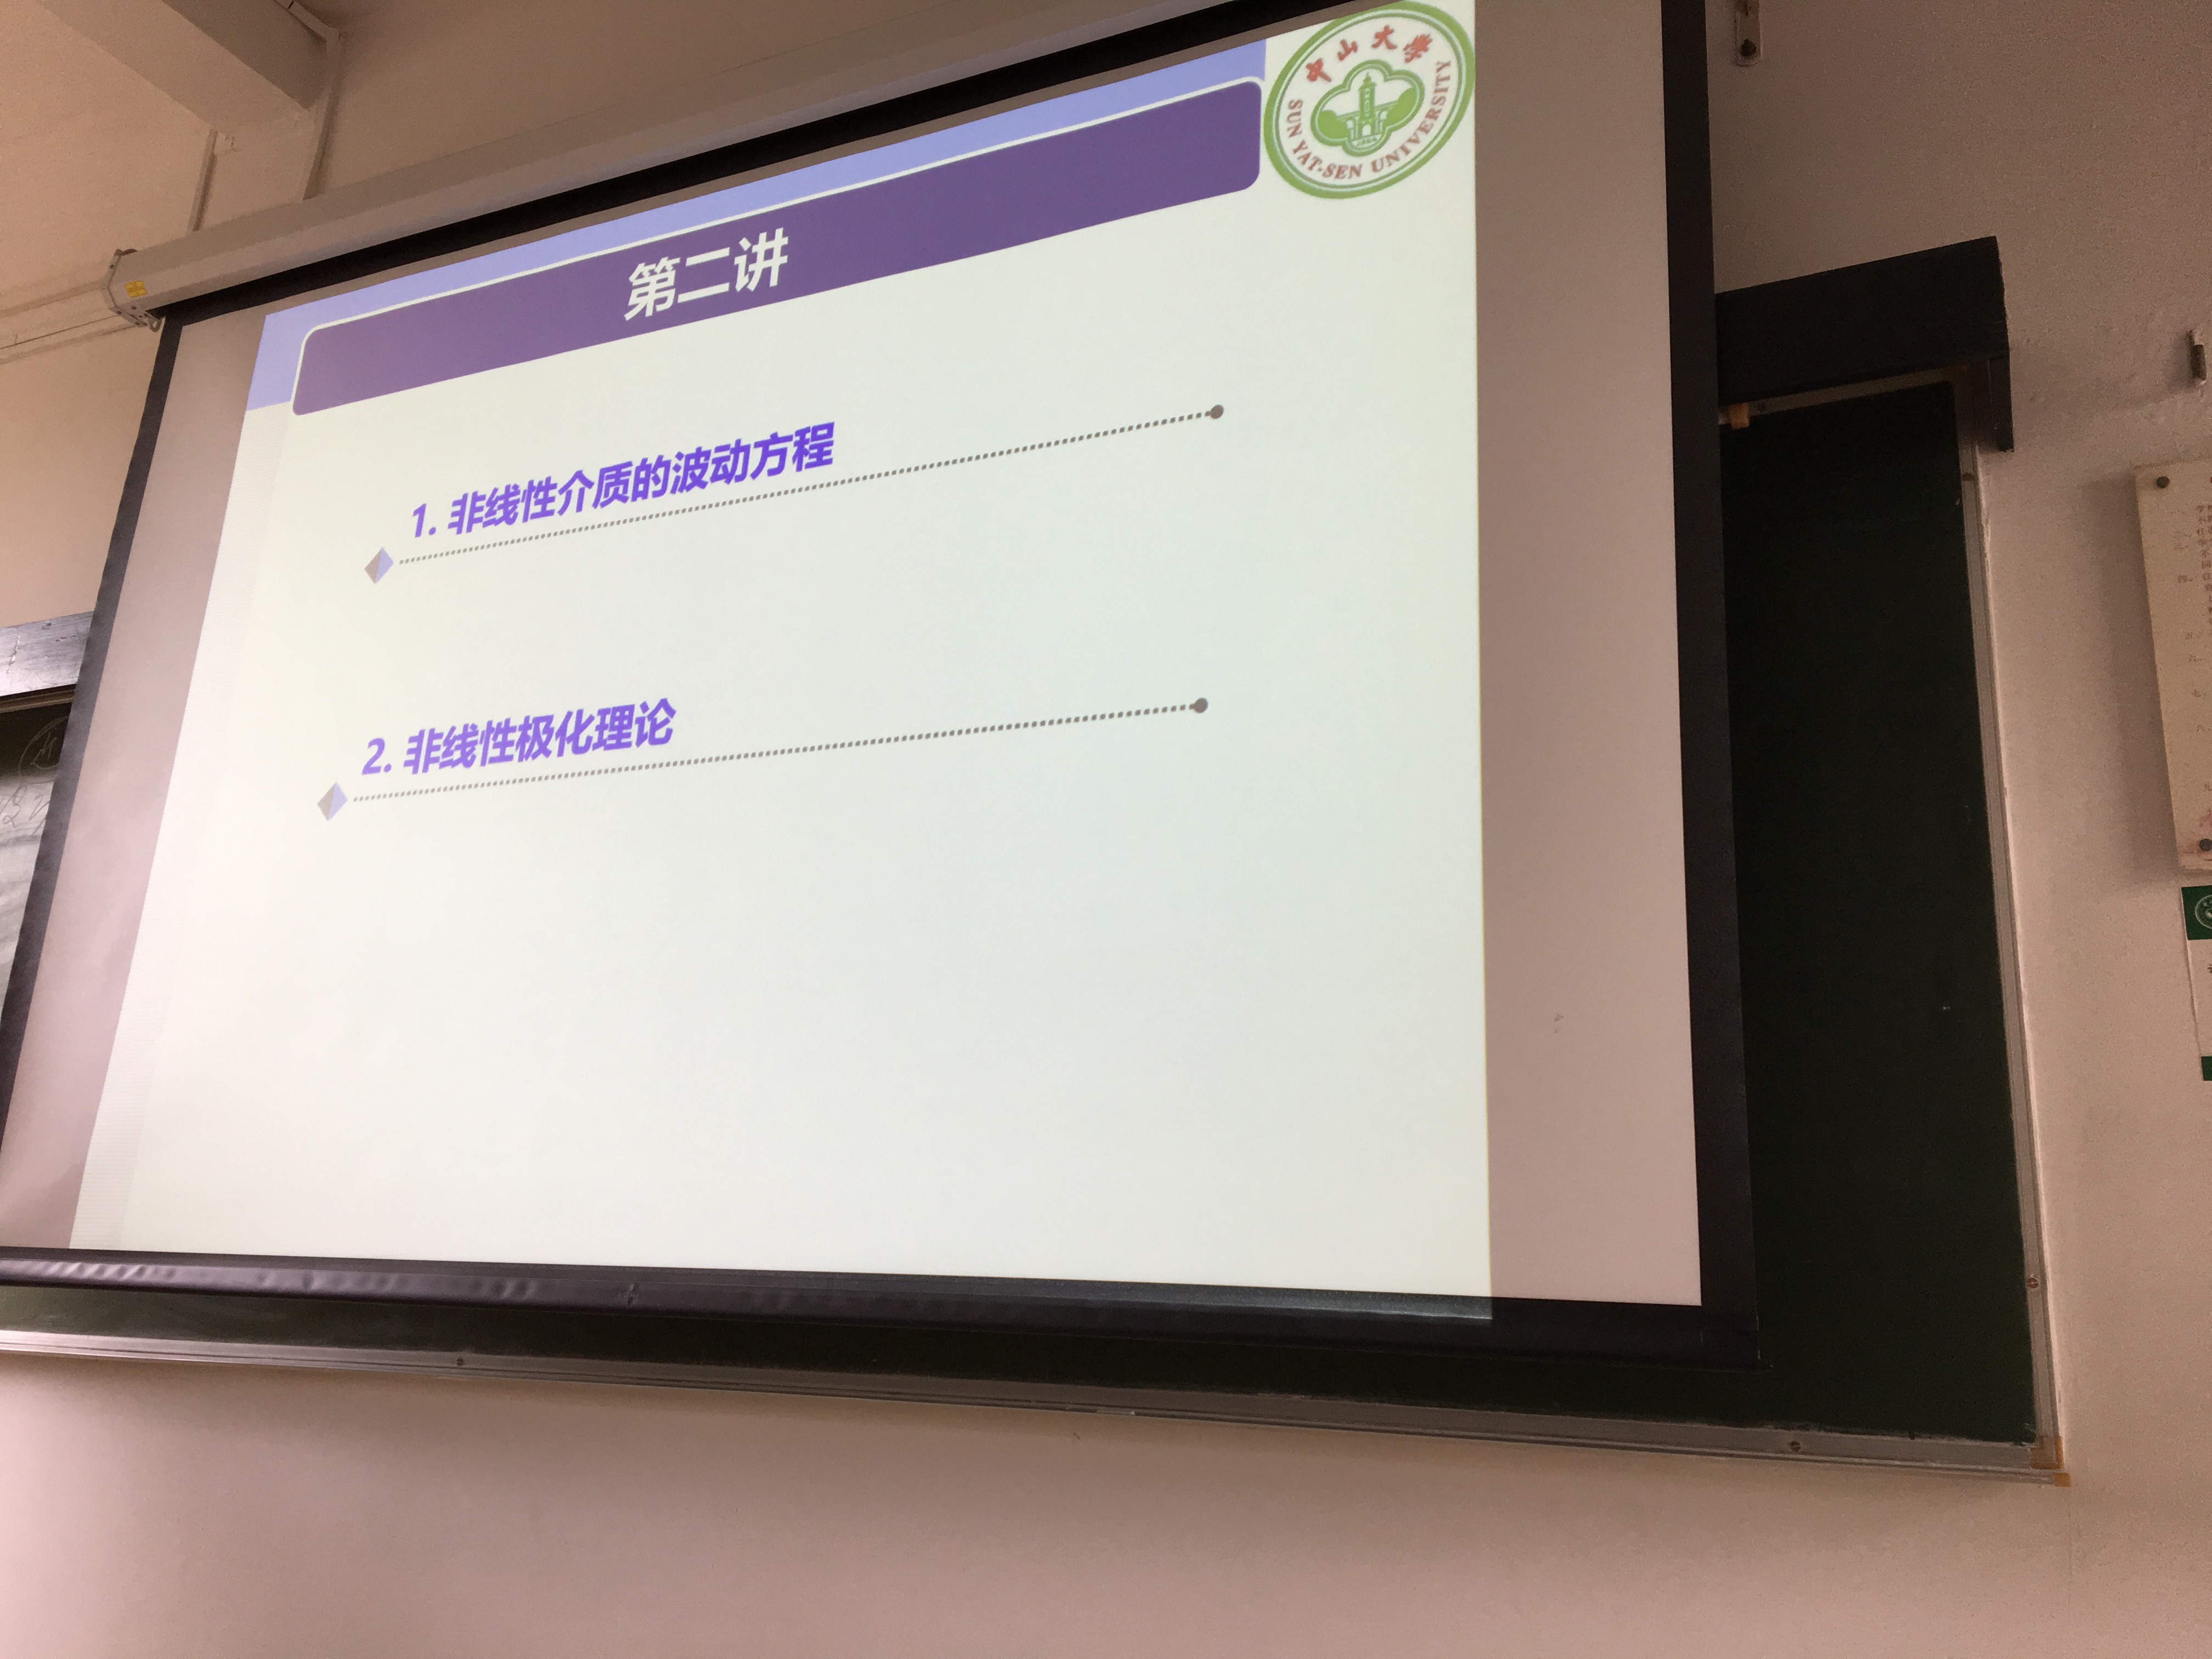 中山大学
SUN YAT-SEN UNIVERSITY
第二讲
1. 非线性介质的波动方程
2. 非线性极化理论